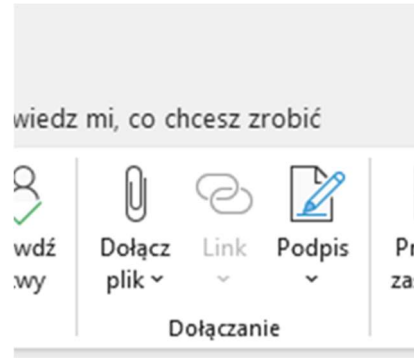 wiedz mi, co chcesz zrobić
wdź Dołącz Link Podpis Pr
wy plik zas
Dołączanie